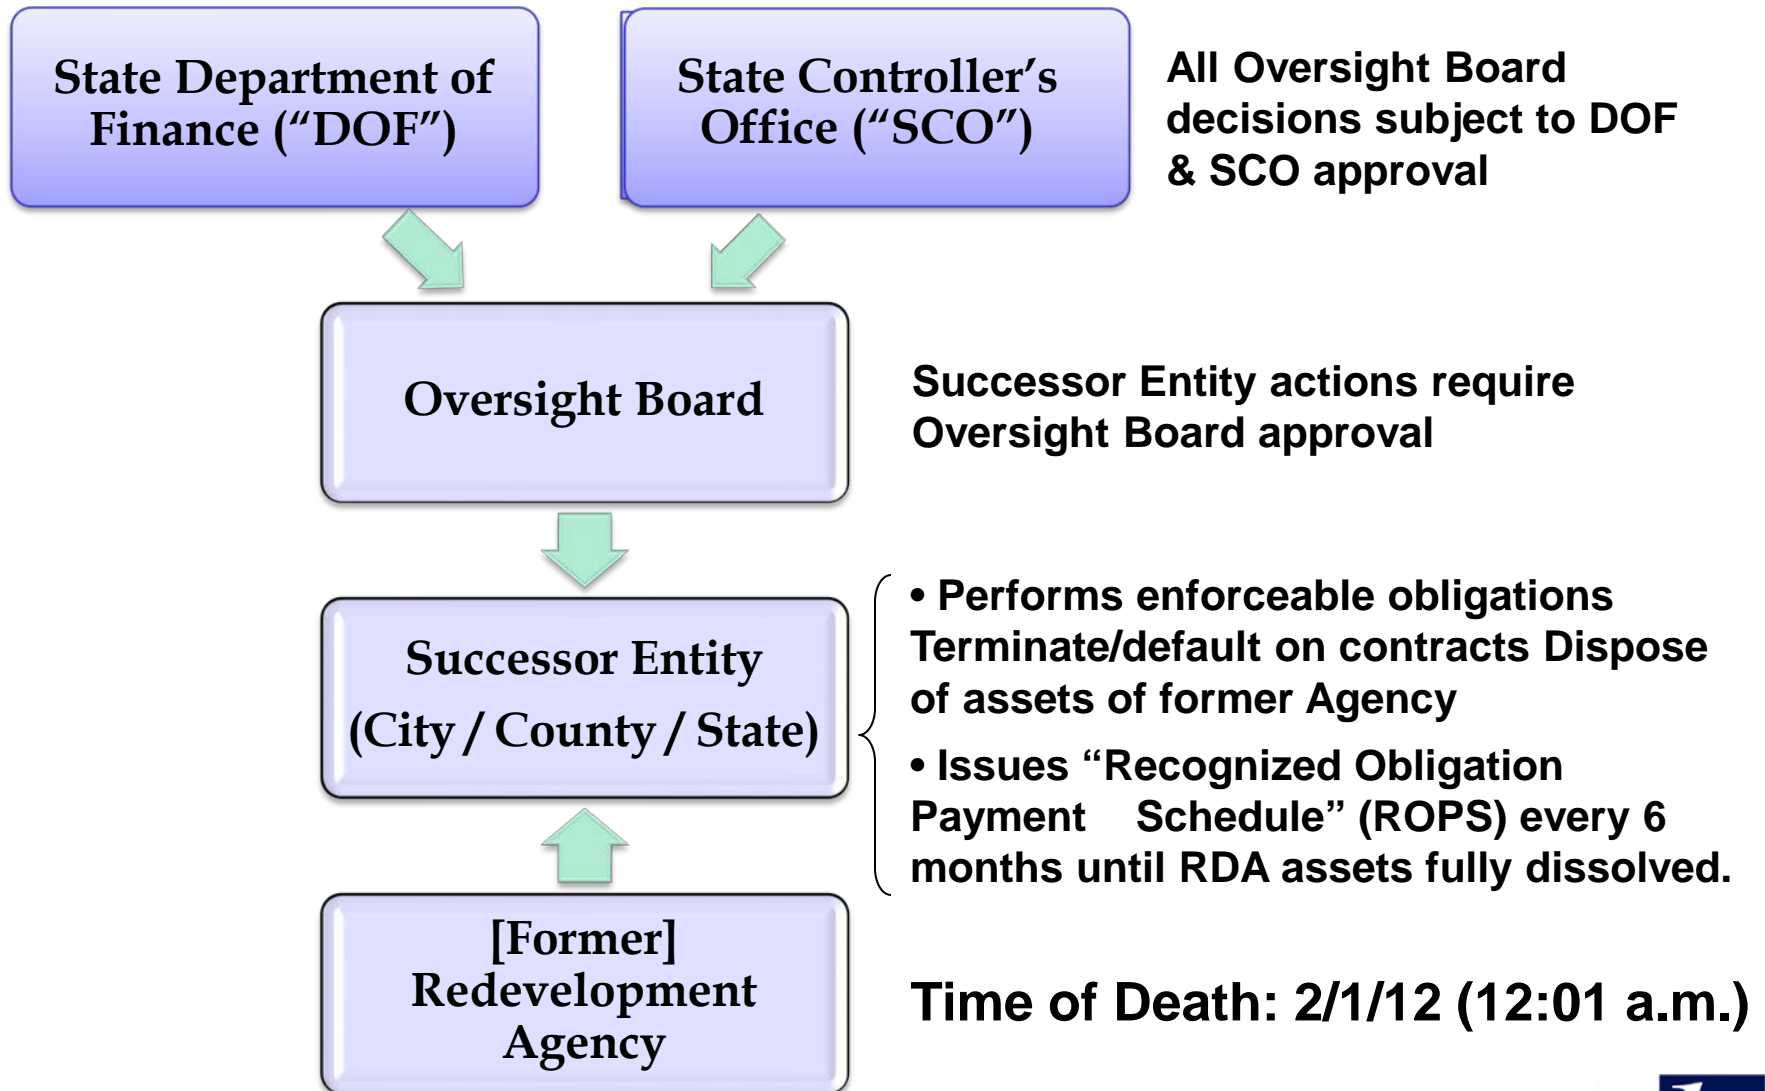 State Department of
Finance (“DOF”)
State Controller’s
Office (“SCO”)
All Oversight Board
decisions subject to DOF
& SCO approval
Oversight Board
Successor Entity actions require
Oversight Board approval
Successor Entity
(City / County / State)
• Performs enforceable obligations
Terminate/default on contracts Dispose
of assets of former Agency
• Issues “Recognized Obligation
Payment Schedule” (ROPS) every 6
months until RDA assets fully dissolved.
[Former]
Redevelopment
Agency
Time of Death: 2/1/12 (12:01 a.m.)